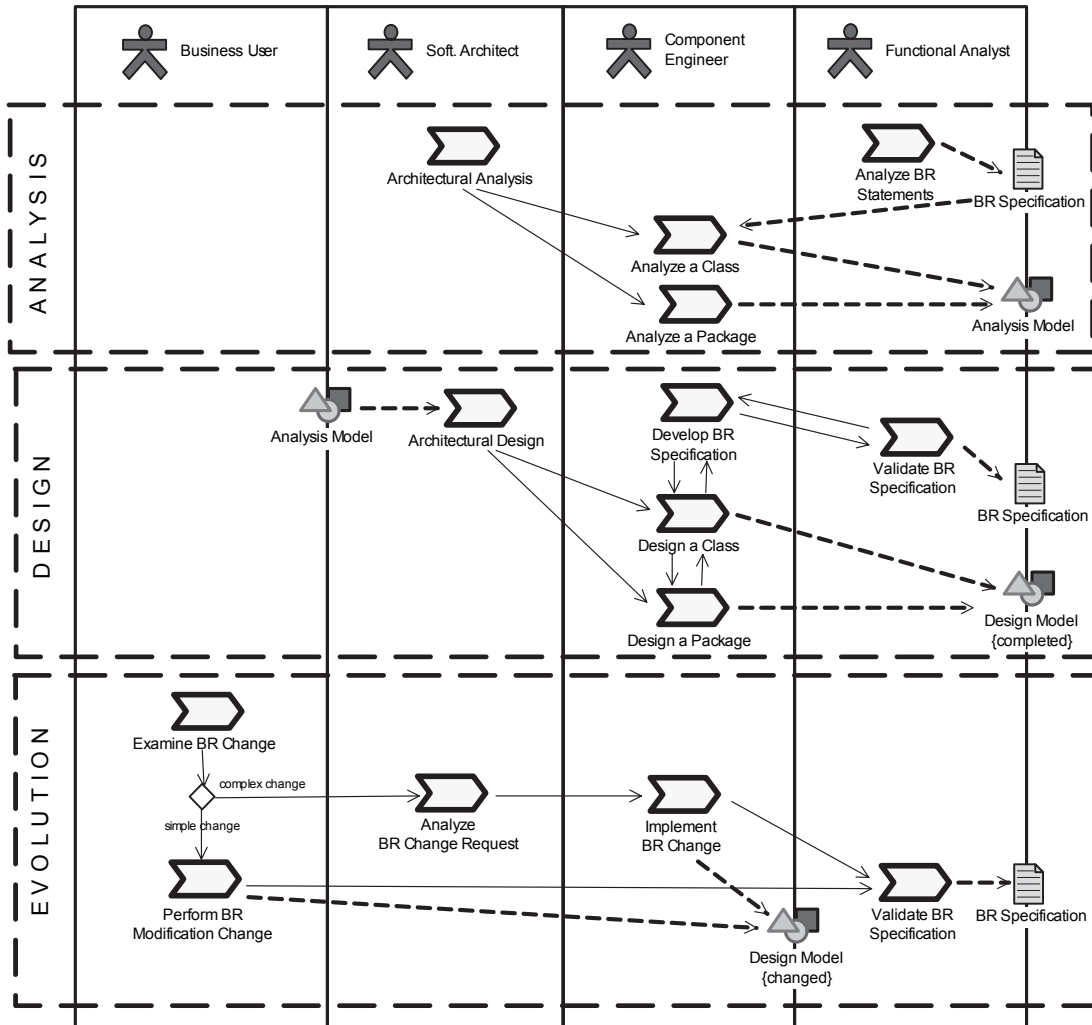 Business User
Soft. Architect
Component
Engineer
Functional Analyst
ANALYSIS
Architectural Analysis
Analyze BR
Statements
BR Specification
Analyze a Class
Analyze a Package
Analysis Model
DESIGN
Analysis Model
Architectural Design
Develop BR
Specification
Validate BR
Specification
BR Specification
Design a Class
Design a Package
Design Model
{completed}
EVOLUTION
Examine BR Change
complex change
simple change
Analyze
BR Change Request
Implement
BR Change
Perform BR
Modification Change
Validate BR
Specification
BR Specification
Design Model
{changed}